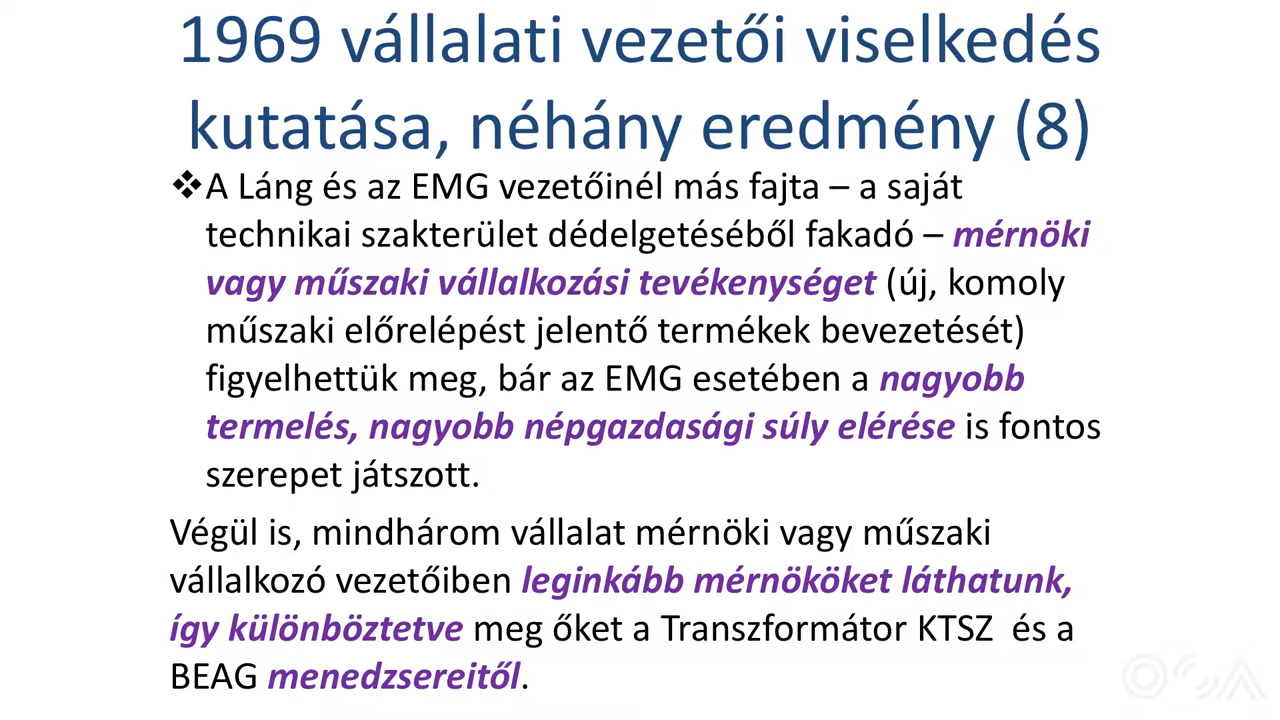 1969 vállalati vezetői viselkedés
kutatása, néhány eredmény (8)
❖A Láng és az EMG vezetőinél más fajta – a saját
technikai szakterület dédelgetéséből fakadó – mérnöki
vagy műszaki vállalkozási tevékenységet (új, komoly
műszaki előrelépést jelentő termékek bevezetését)
figyelhettük meg, bár az EMG esetében a nagyobb
termelés, nagyobb népgazdasági súly elérése is fontos
szerepet játszott.
Végül is, mindhárom vállalat mérnöki vagy műszaki
vállalkozó vezetőiben leginkább mérnököket láthatunk,
így különböztetve meg őket a Transzformátor KTSZ és a
BEAG menedzsereitől.
OSA